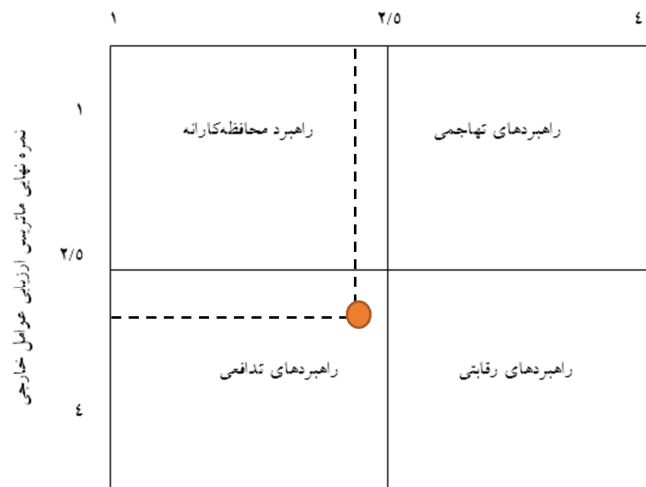 ۱ ۲/۵ ٤
نمره نهایی ماتریس ارزیابی عوامل خارجی
۱
راهبردهای تهاجمی
راهبرد محافظه‌کارانه
۲/۵
راهبردهای رقابتی
راهبردهای تدافعی
٤